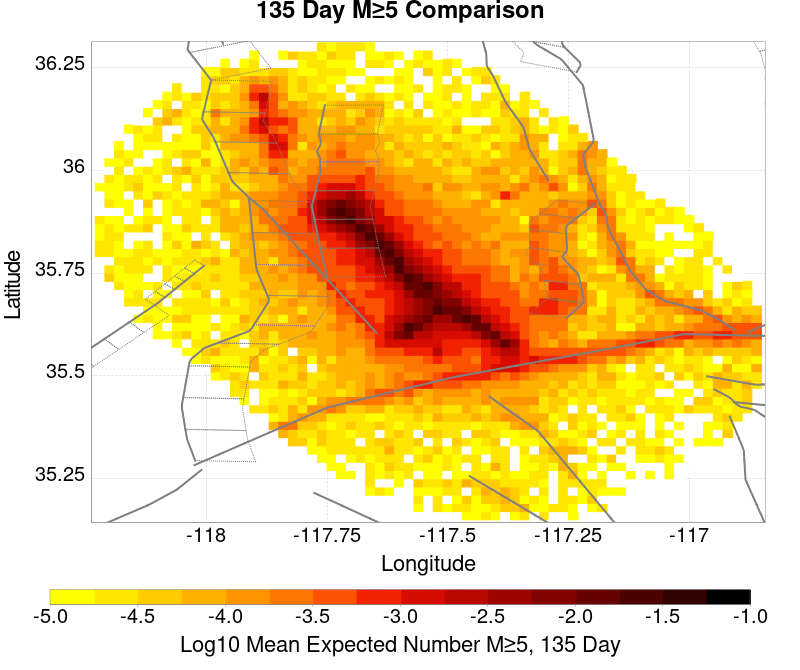 135 Day M≥5 Comparison
36.25
36
35.75
35.5
35.25
Latitude
-118 -117.75 -117.5 -117.25 -117
Longitude
-5.0 -4.5 -4.0 -3.5 -3.0 -2.5 -2.0 -1.5 -1.0
Log10 Mean Expected Number M≥5, 135 Day